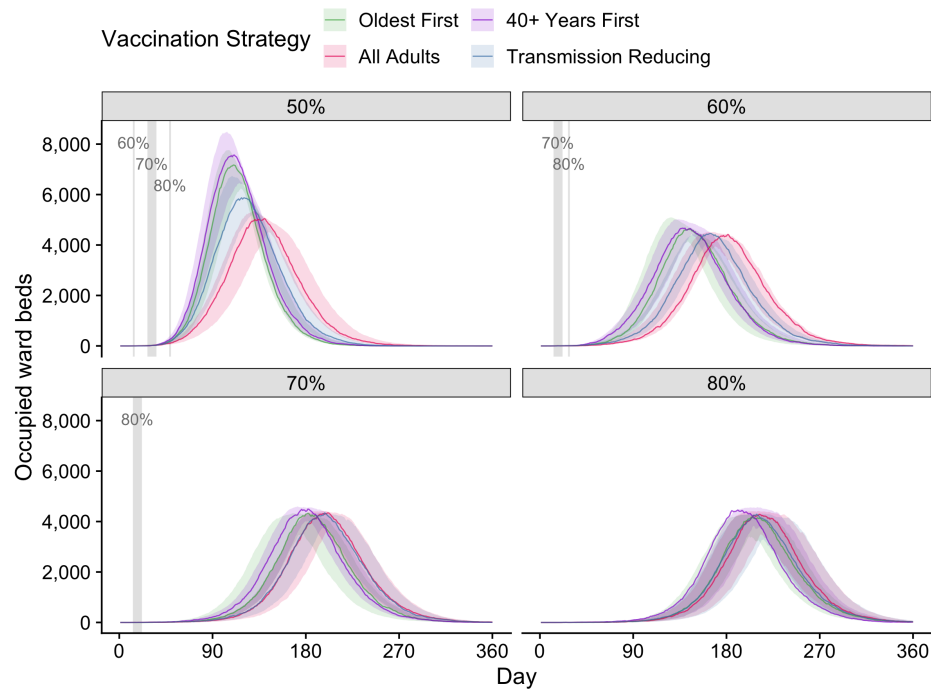 Vaccination Strategy
Oldest First
40+ Years First
All Adults
Transmission Reducing
50%
60%
8,000
6,000
4,000
2,000
0
60%
70%
80%
70%
80%
Occupied ward beds
70%
80%
8,000
6,000
4,000
2,000
0
80%
0 90 180 270 360
0 90 180 270 360
Day